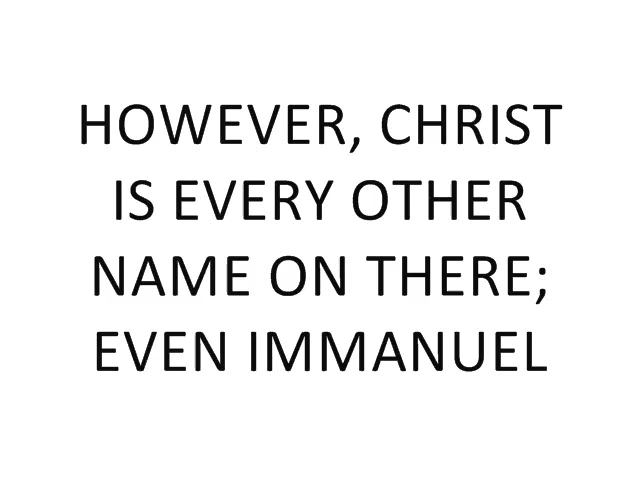 HOWEVER, CHRIST
IS EVERY OTHER
NAME ON THERE;
EVEN IMMANUEL